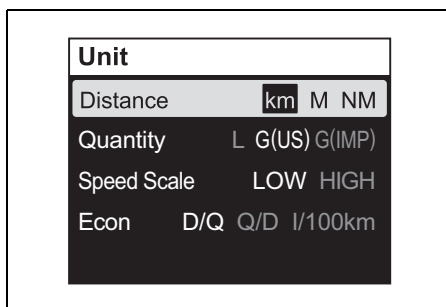 Unit
Distance km M NM
Quantity L G(US) G(IMP)
Speed Scale LOW HIGH
Econ D/Q Q/D l/100km